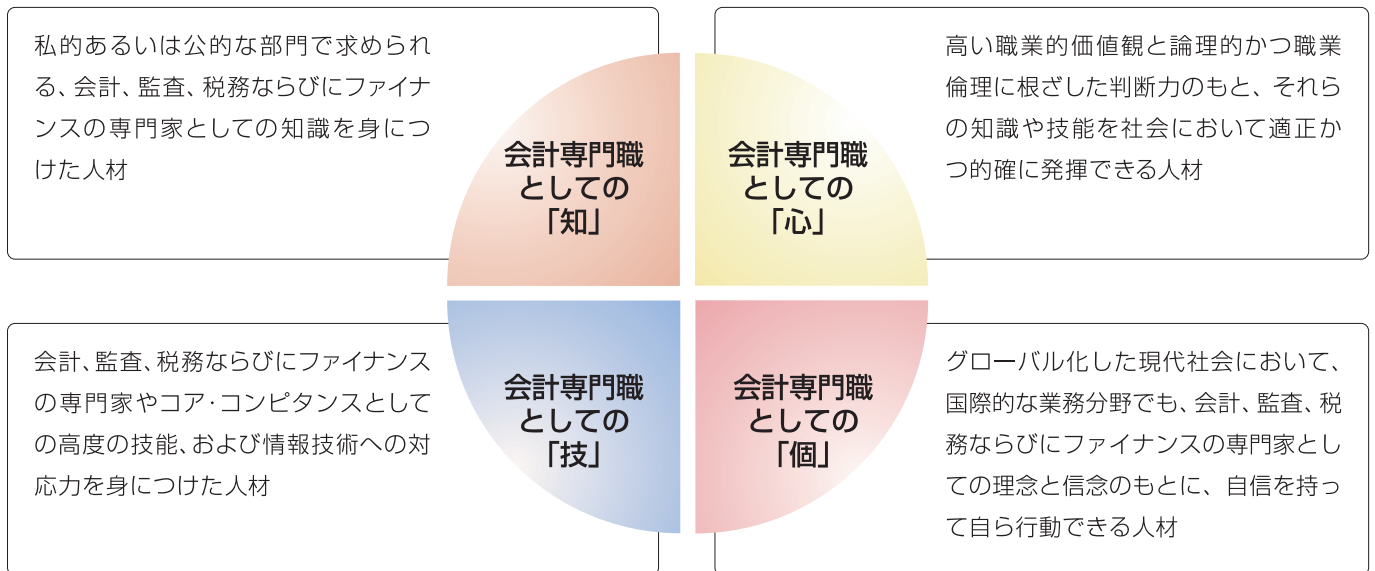 私的あるいは公的な部門で求められ
る、会計、監査、税務ならびにファイナ
ンスの専門家としての知識を身につ
けた人材
会計専門職
としての
「知」
会計専門職
としての
「心」
高い職業的価値観と論理的かつ職業
倫理に根ざした判断力のもと、それら
の知識や技能を社会において適正か
つ的確に発揮できる人材
会計、監査、税務ならびにファイナンス
の専門家やコア・コンピタンスとして
の高度の技能、および情報技術への対
応力を身につけた人材
会計専門職
としての
「技」
会計専門職
としての
「個」
グローバル化した現代社会において、
国際的な業務分野でも、会計、監査、税
務ならびにファイナンスの専門家とし
ての理念と信念のもとに、自信を持っ
て自ら行動できる人材